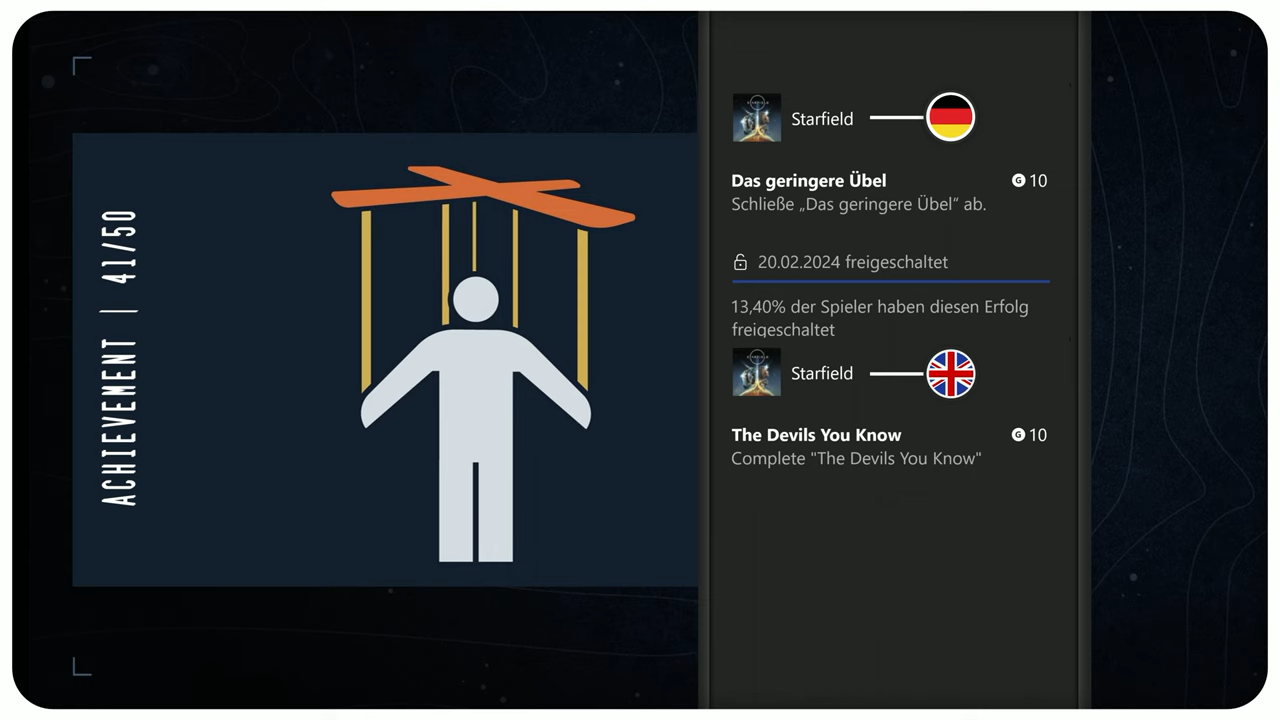 ACHIEVEMENT | 41/50
Starfield
Das geringere Übel
G 10
Schließe „Das geringere Übel“ ab.
20.02.2024 freigeschaltet
13,40% der Spieler haben diesen Erfolg
freigeschaltet
Starfield
The Devils You Know
G 10
Complete "The Devils You Know"